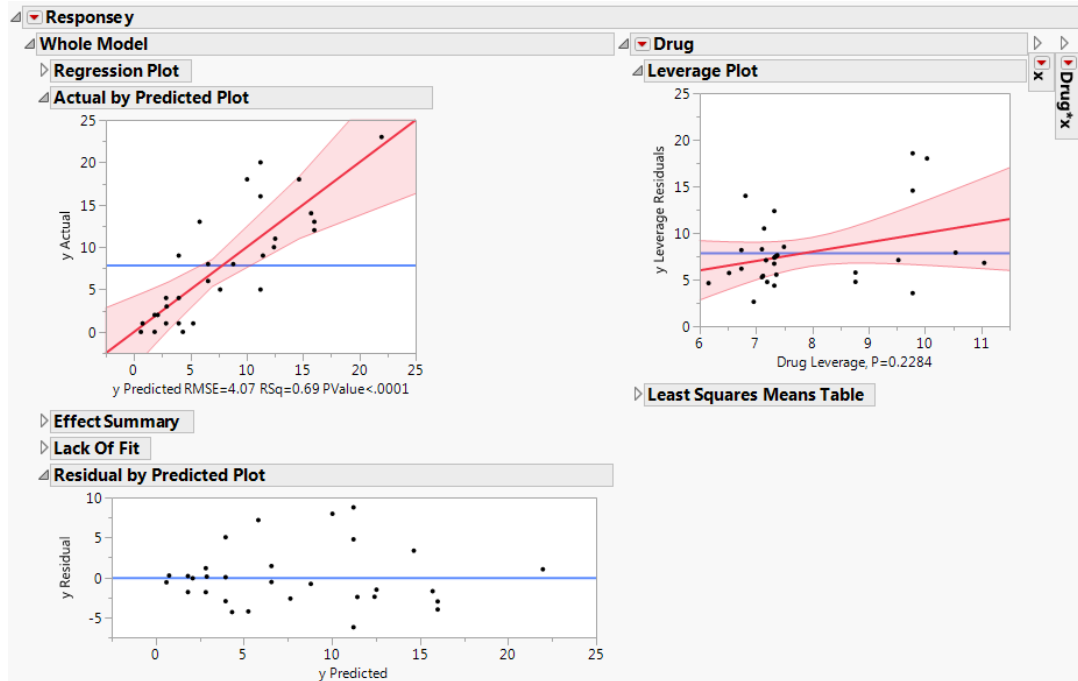 Responsey
Whole Model
Regression Plot
Actual by Predicted Plot
25
20
15
10
5
0
y Actual
0 5 10 15 20 25
y Predicted RMSE=4.07 RSq=0.69 PValue<.0001
Effect Summary
Lack Of Fit
Residual by Predicted Plot
10
5
0
-5
y Residual
0 5 10 15 20 25
y Predicted
Drug
Leverage Plot
25
20
15
10
5
0
y Leverage Residuals
6 7 8 9 10 11
Drug Leverage, P=0.2284
Least Squares Means Table
x
Drug*x